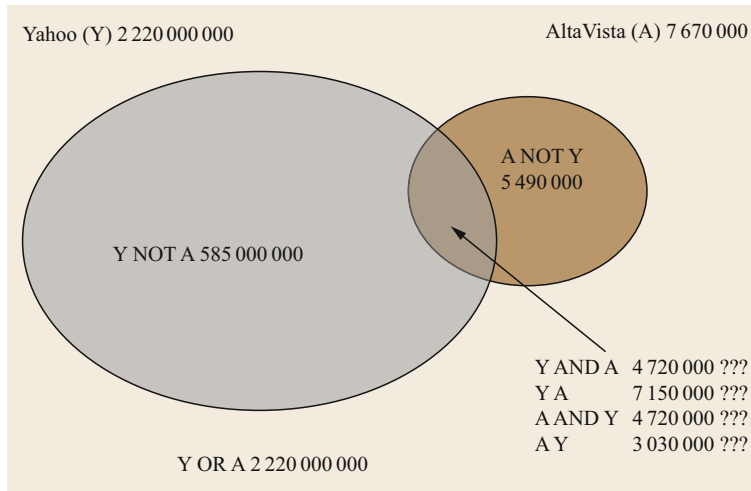 Yahoo (Y) 2 220 000 000
AltaVista (A) 7 670 000
A NOT Y
5 490 000
Y NOT A 585 000 000
Y AND A 4 720 000 ???
Y A 7 150 000 ???
A AND Y 4 720 000 ???
A Y 3 030 000 ???
Y OR A 2 220 000 000